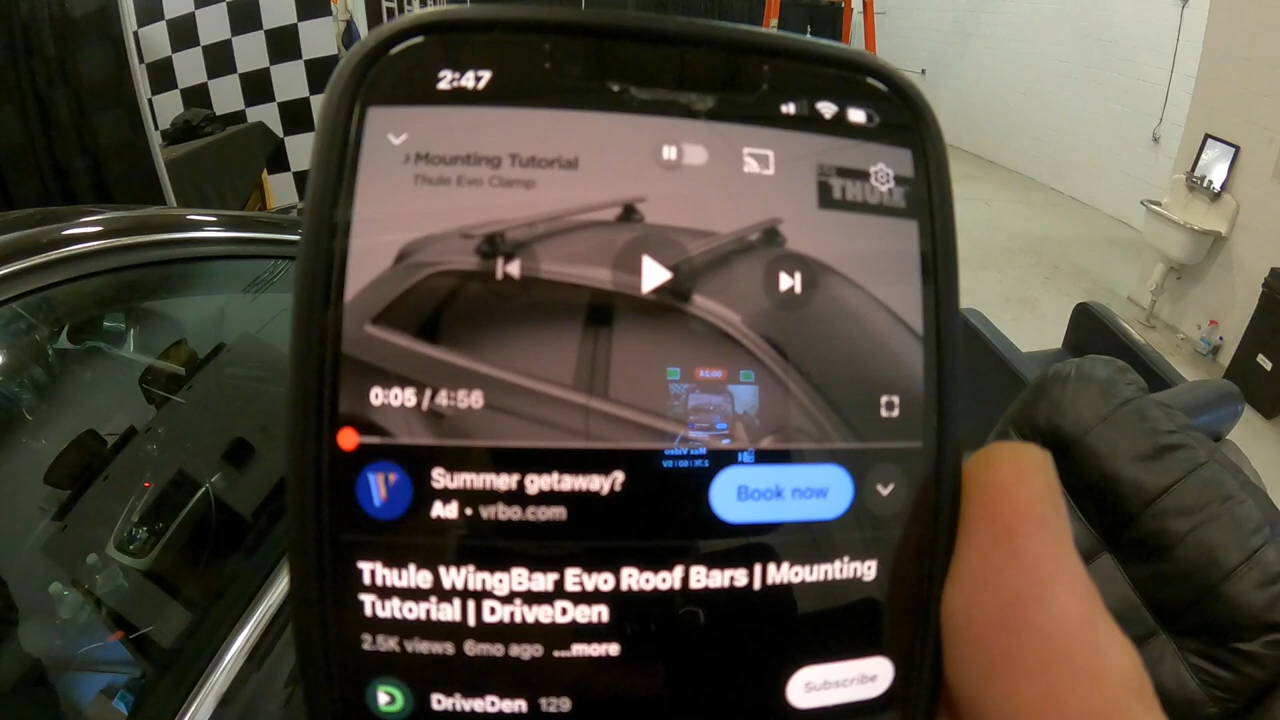 2:47
› Mounting Tutorial
Thule Evo Clamp
THULE
0:05 / 4:56
Summer getaway?
Ad • vrbo.com
Book now
Thule WingBar Evo Roof Bars | Mounting
Tutorial | DriveDen
2.5K views 6mo ago ...more
DriveDen 129
Subscribe